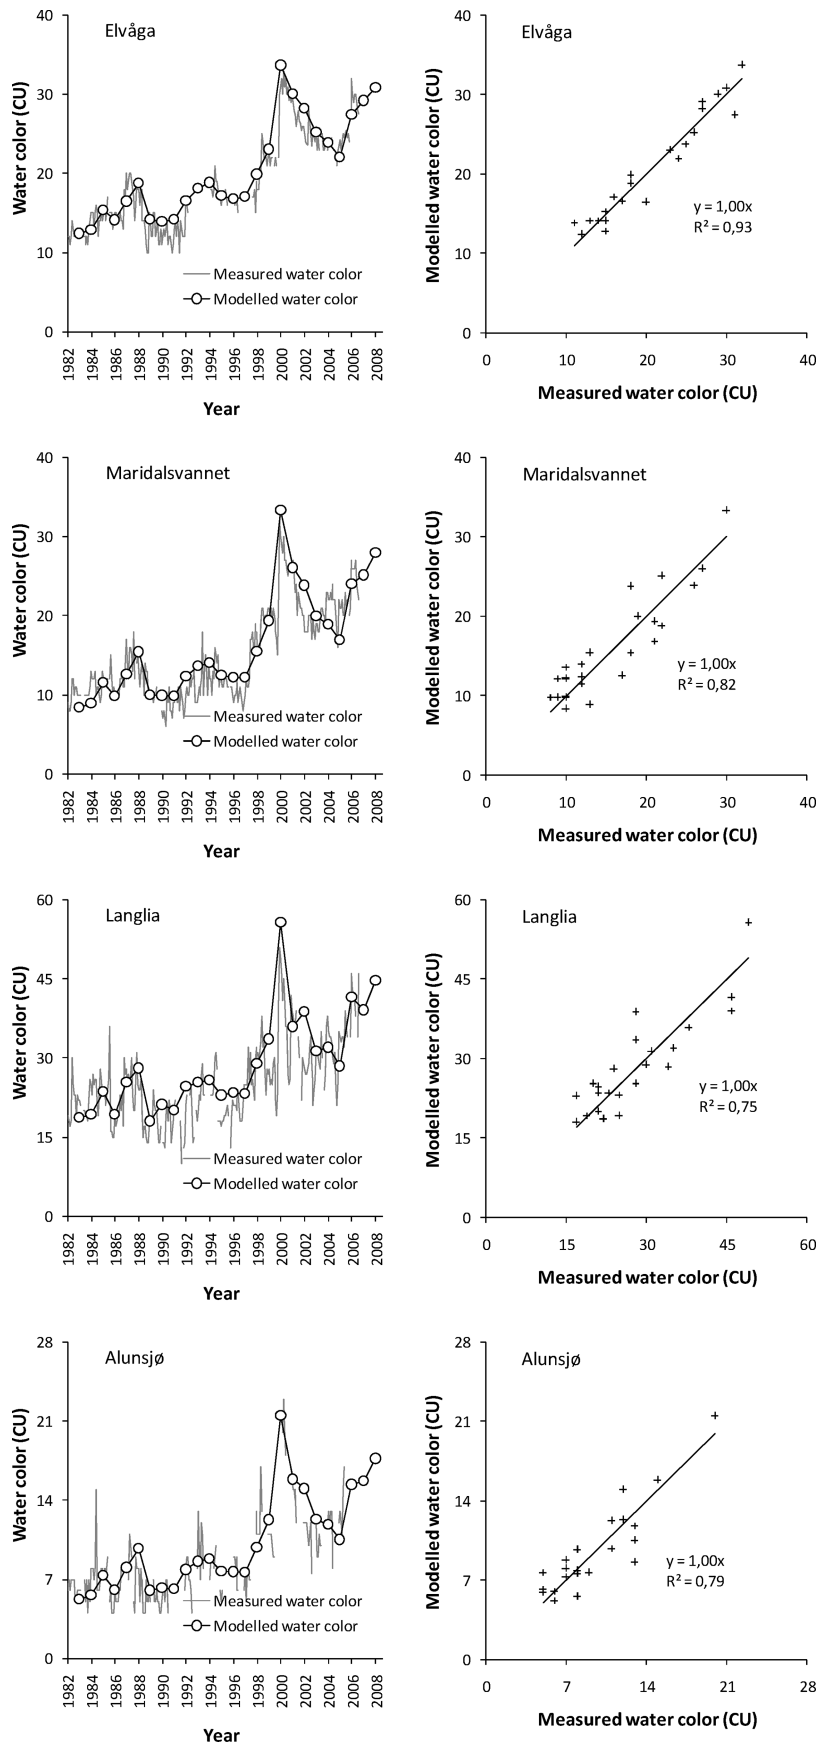 Elvåga
Water color (CU)
40
30
20
10
0
Measured water color
Modelled water color
1982 1984 1986 1988 1990 1992 1994 1996 1998 2000 2002 2004 2006 2008
Year
Elvåga
Modelled water color (CU)
40
30
20
10
0
y = 1,00x
R² = 0,93
0 10 20 30 40
Measured water color (CU)
Maridalsvannet
Water color (CU)
40
30
20
10
0
Measured water color
Modelled water color
1982 1984 1986 1988 1990 1992 1994 1996 1998 2000 2002 2004 2006 2008
Year
Maridalsvannet
Modelled water color (CU)
40
30
20
10
0
y = 1,00x
R² = 0,82
0 10 20 30 40
Measured water color (CU)
Langlia
Water color (CU)
60
45
30
15
0
Measured water color
Modelled water color
1982 1984 1986 1988 1990 1992 1994 1996 1998 2000 2002 2004 2006 2008
Year
Langlia
Modelled water color (CU)
60
45
30
15
0
y = 1,00x
R² = 0,75
0 15 30 45 60
Measured water color (CU)
Alunsjø
Water color (CU)
28
21
14
7
0
Measured water color
Modelled water color
1982 1984 1986 1988 1990 1992 1994 1996 1998 2000 2002 2004 2006 2008
Year
Alunsjø
Modelled water color (CU)
28
21
14
7
0
y = 1,00x
R² = 0,79
0 7 14 21 28
Measured water color (CU)